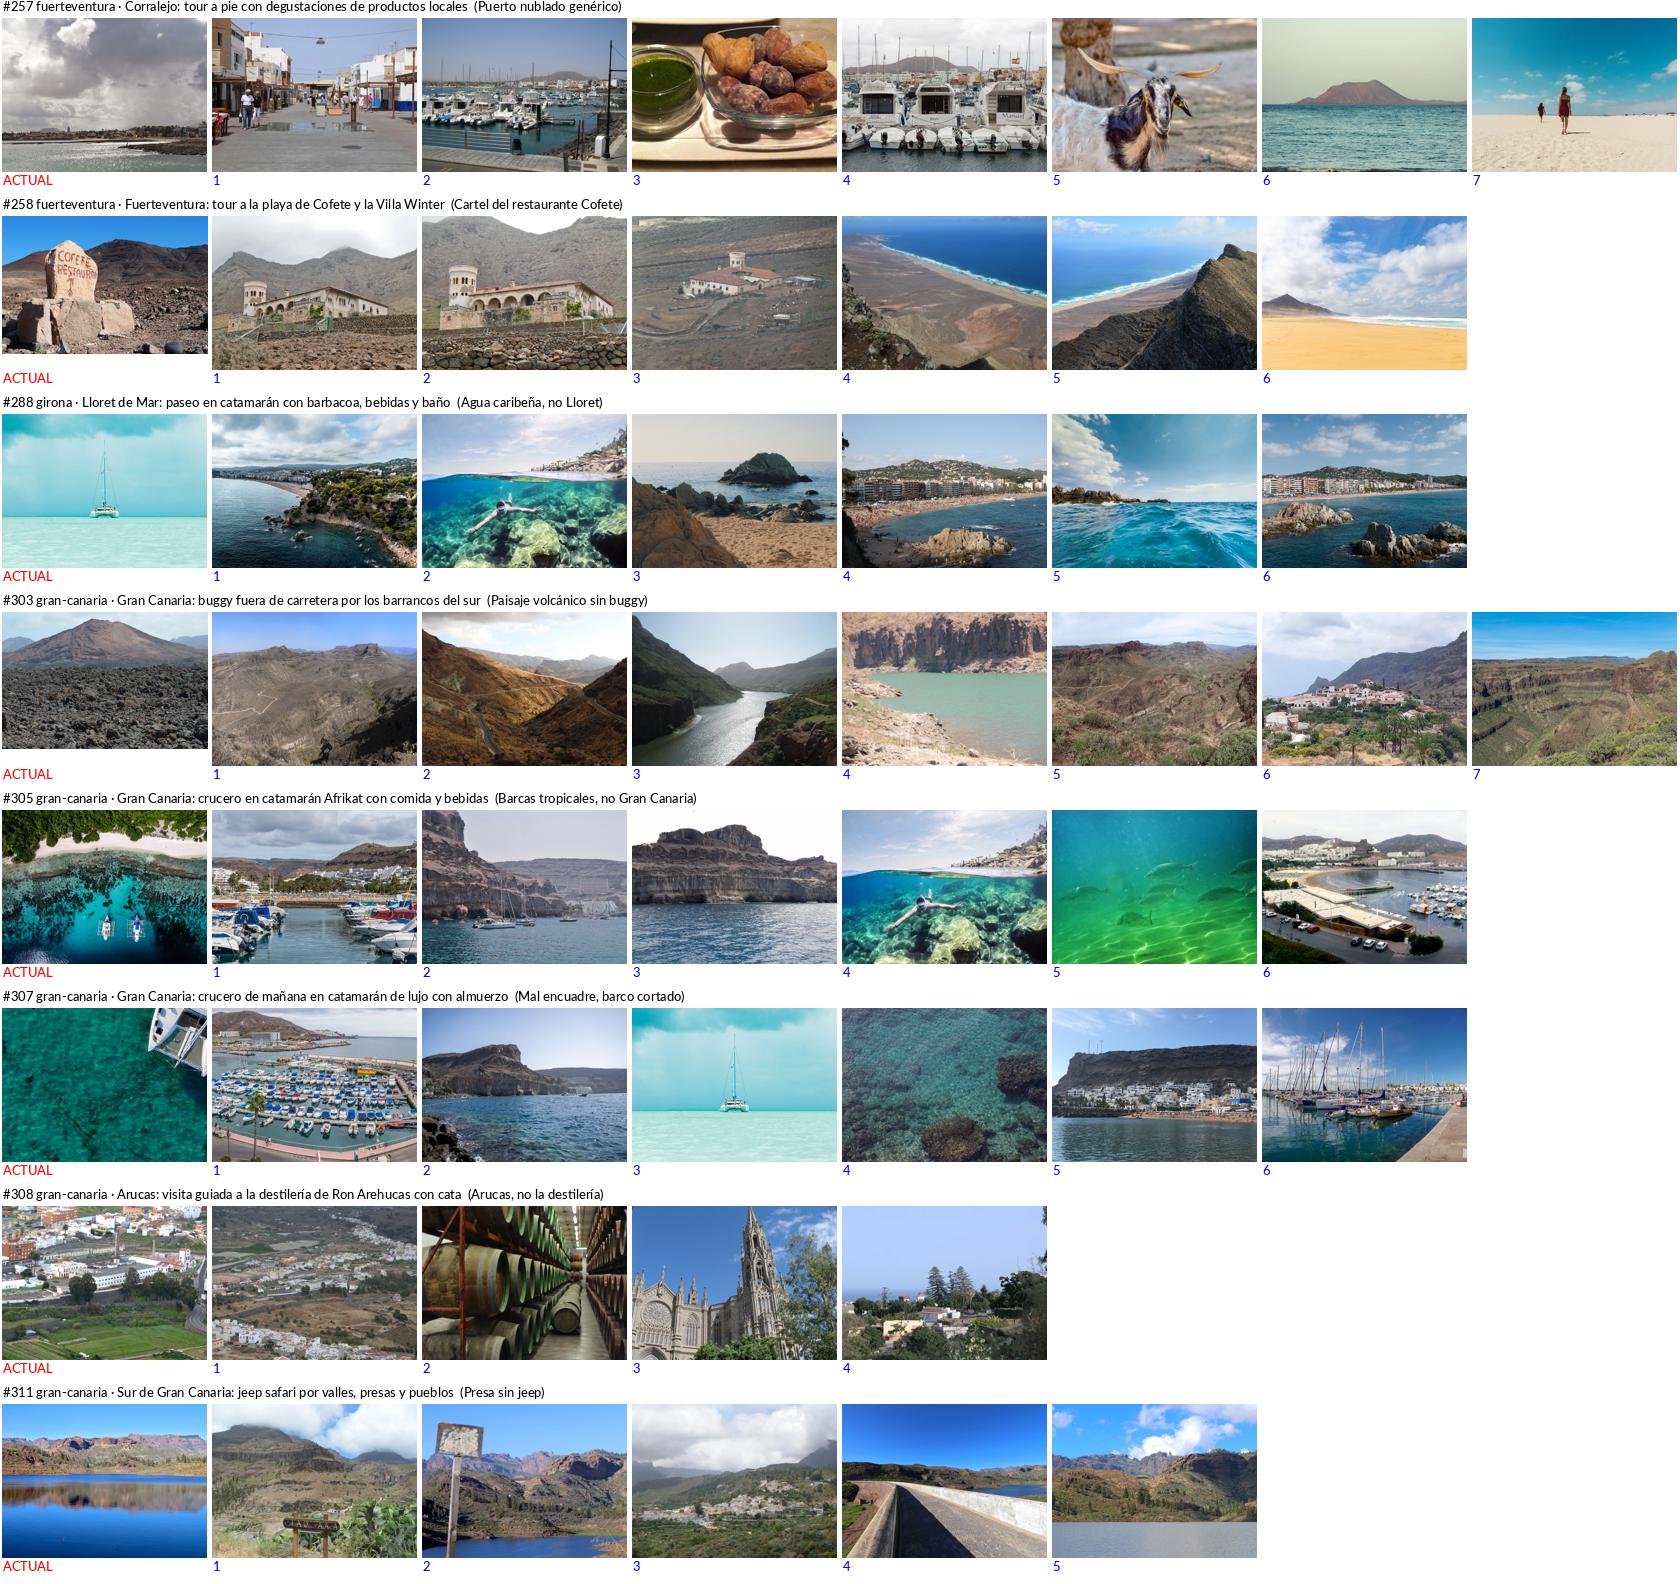 #257 fuerteventura · Corralejo: tour a pie con degustaciones de productos locales (Puerto nublado genérico)
ACTUAL 1 2 3 4 5 6 7
#258 fuerteventura · Fuerteventura: tour a la playa de Cofete y la Villa Winter (Cartel del restaurante Cofete)
COFETE
RESTAURAN
ACTUAL 1 2 3 4 5 6
#288 girona · Lloret de Mar: paseo en catamarán con barbacoa, bebidas y baño (Agua caribeña, no Lloret)
ACTUAL 1 2 3 4 5 6
#303 gran-canaria · Gran Canaria: buggy fuera de carretera por los barrancos del sur (Paisaje volcánico sin buggy)
ACTUAL 1 2 3 4 5 6 7
#305 gran-canaria · Gran Canaria: crucero en catamarán Afrikat con comida y bebidas (Barcas tropicales, no Gran Canaria)
ACTUAL 1 2 3 4 5 6
#307 gran-canaria · Gran Canaria: crucero de mañana en catamarán de lujo con almuerzo (Mal encuadre, barco cortado)
ACTUAL 1 2 3 4 5 6
#308 gran-canaria · Arucas: visita guiada a la destilería de Ron Arehucas con cata (Arucas, no la destilería)
ACTUAL 1 2 3 4
#311 gran-canaria · Sur de Gran Canaria: jeep safari por valles, presas y pueblos (Presa sin jeep)
ACTUAL 1 2 3 4 5